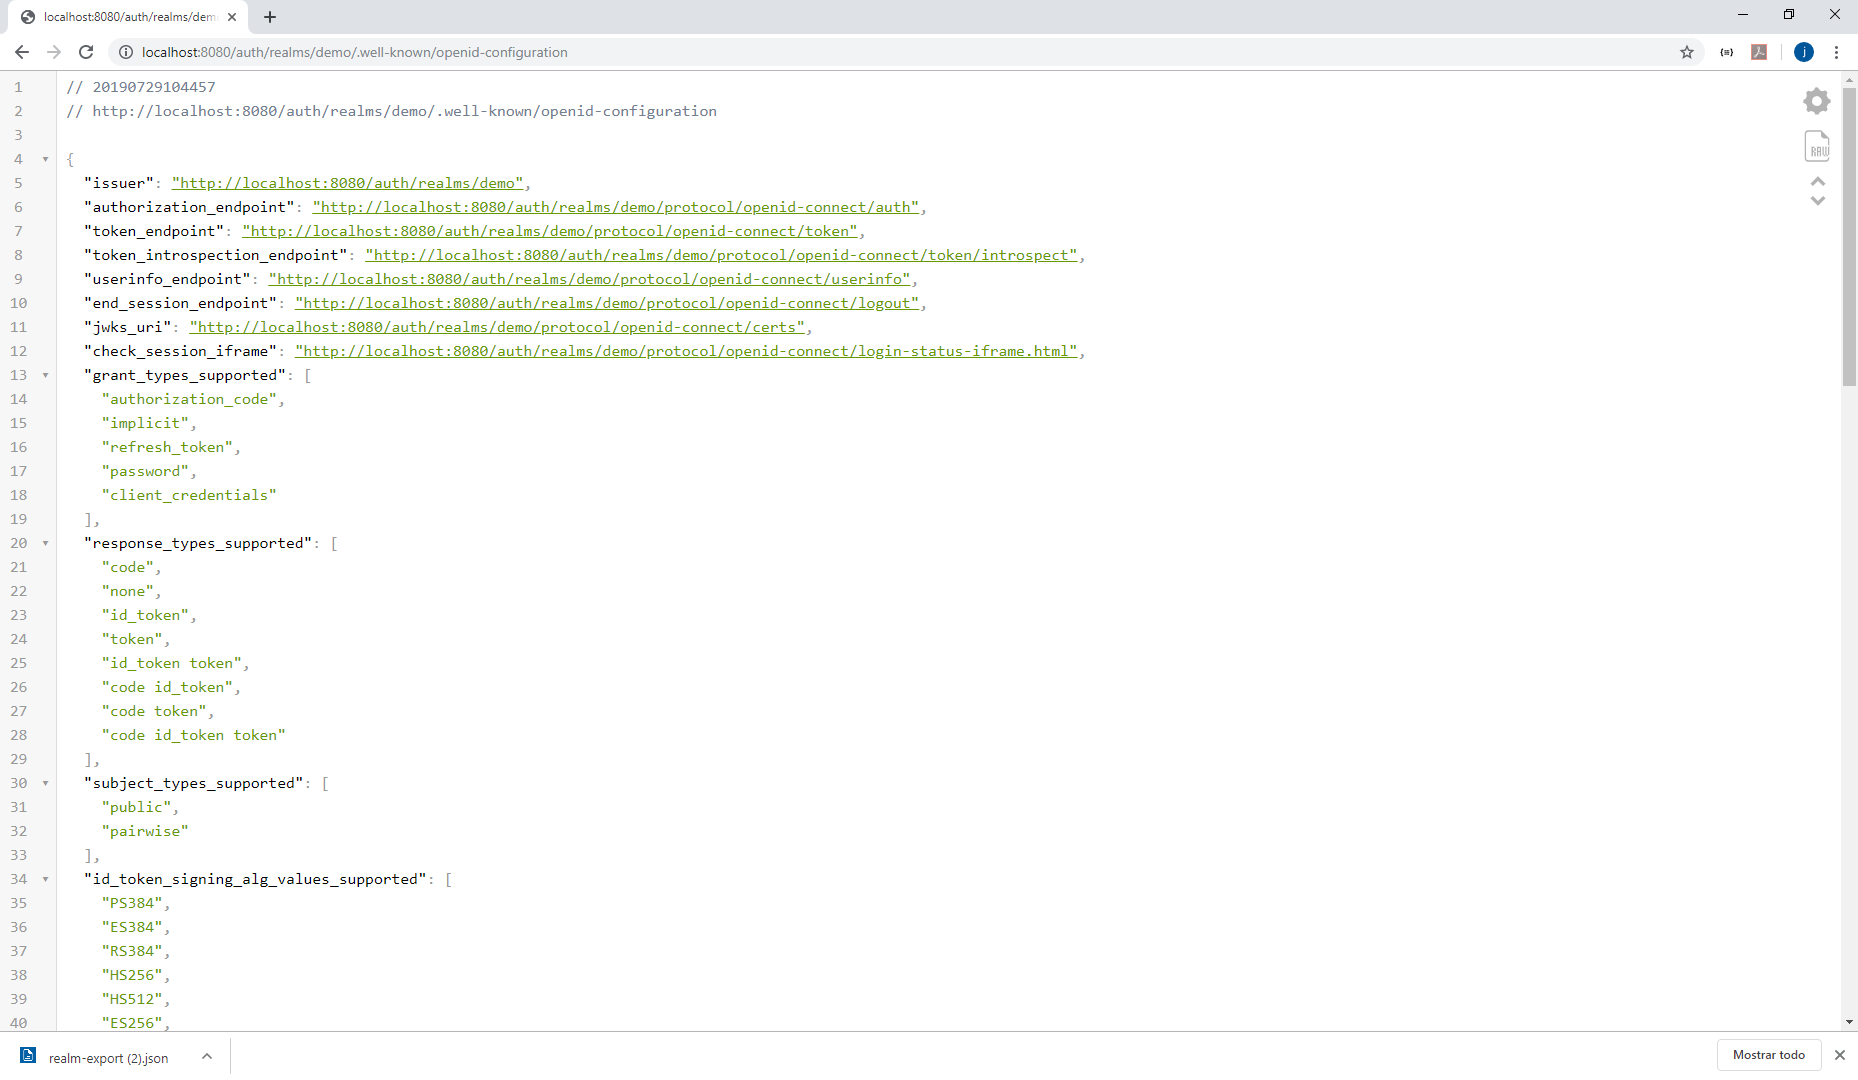 localhost:8080/auth/realms/dem
localhost:8080/auth/realms/demo/.well-known/openid-configuration
j
1 // 20190729104457
2 // http://localhost:8080/auth/realms/demo/.well-known/openid-configuration
3
4 {
5 "issuer": "http://localhost:8080/auth/realms/demo",
6 "authorization_endpoint": "http://localhost:8080/auth/realms/demo/protocol/openid-connect/auth",
7 "token_endpoint": "http://localhost:8080/auth/realms/demo/protocol/openid-connect/token",
8 "token_introspection_endpoint": "http://localhost:8080/auth/realms/demo/protocol/openid-connect/token/introspect",
9 "userinfo_endpoint": "http://localhost:8080/auth/realms/demo/protocol/openid-connect/userinfo",
10 "end_session_endpoint": "http://localhost:8080/auth/realms/demo/protocol/openid-connect/logout",
11 "jwks_uri": "http://localhost:8080/auth/realms/demo/protocol/openid-connect/certs",
12 "check_session_iframe": "http://localhost:8080/auth/realms/demo/protocol/openid-connect/login-status-iframe.html",
13 "grant_types_supported": [
14 "authorization_code",
15 "implicit",
16 "refresh_token",
17 "password",
18 "client_credentials"
19 ],
20 "response_types_supported": [
21 "code",
22 "none",
23 "id_token",
24 "token",
25 "id_token token",
26 "code id_token",
27 "code token",
28 "code id_token token"
29 ],
30 "subject_types_supported": [
31 "public",
32 "pairwise"
33 ],
34 "id_token_signing_alg_values_supported": [
35 "PS384",
36 "ES384",
37 "RS384",
38 "HS256",
39 "HS512",
40 "ES256",
RAW
realm-export (2).json
Mostrar todo